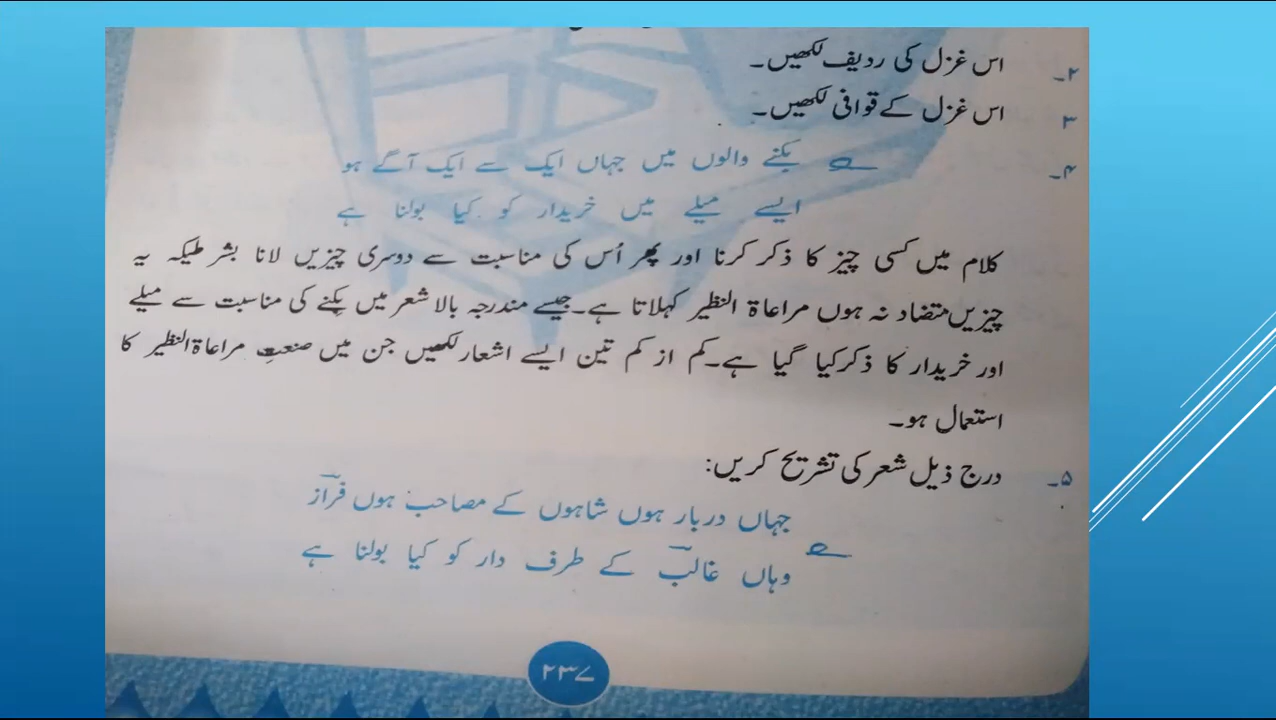 ۲۔ اس غزل کی ردیف لکھیں۔
۳ اس غزل کے قوافی لکھیں۔
۴۔ بکنے والوں میں جہاں ایک سے ایک آگے ہو
ایسے میلے میں خریدار کو کیا بولنا ہے
کلام میں کسی چیز کا ذکر کرنا اور پھر اُس کی مناسبت سے دوسری چیزیں لانا بشرطیکہ یہ
چیزیں متضاد نہ ہوں مراعاۃ النظیر کہلاتا ہے۔ جیسے مندرجہ بالا شعر میں بکنے کی مناسبت سے میلے
اور خریدار کا ذکر کیا گیا ہے۔ کم از کم تین ایسے اشعار لکھیں جن میں صنعتِ مراعاۃ النظیر کا
استعمال ہو۔
۵۔ درج ذیل شعر کی تشریح کریں:
جہاں دربار ہوں شاہوں کے مصاحب ہوں فرازؔ
وہاں غالبؔ کے طرف دار کو کیا بولنا ہے
۲۳۷